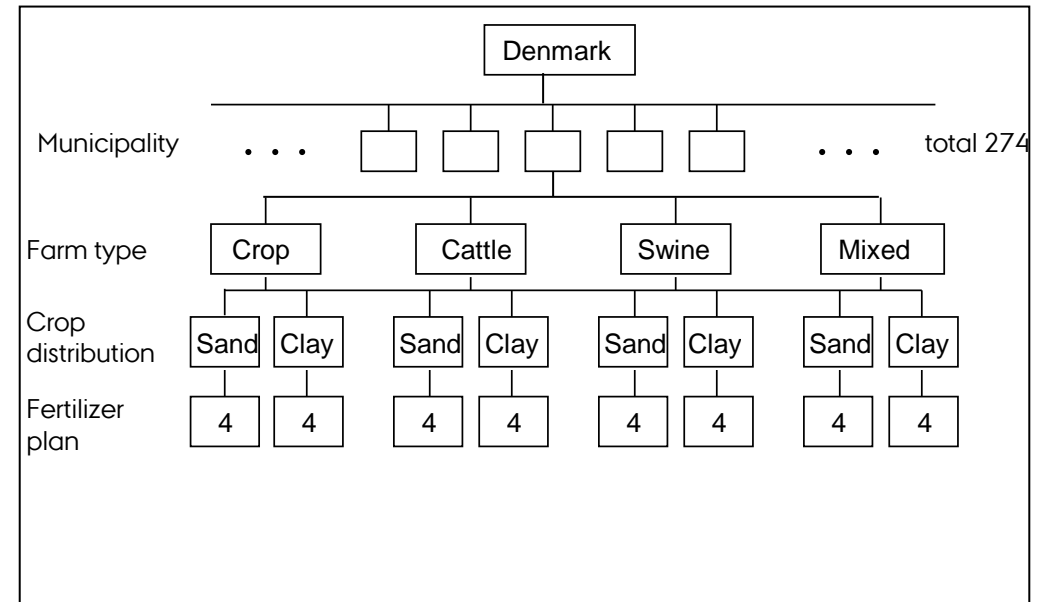 Denmark
Municipality . . . . . . total 274
Farm type Crop Cattle Swine Mixed
Crop
distribution Sand Clay Sand Clay Sand Clay Sand Clay
Fertilizer
plan 4 4 4 4 4 4 4 4